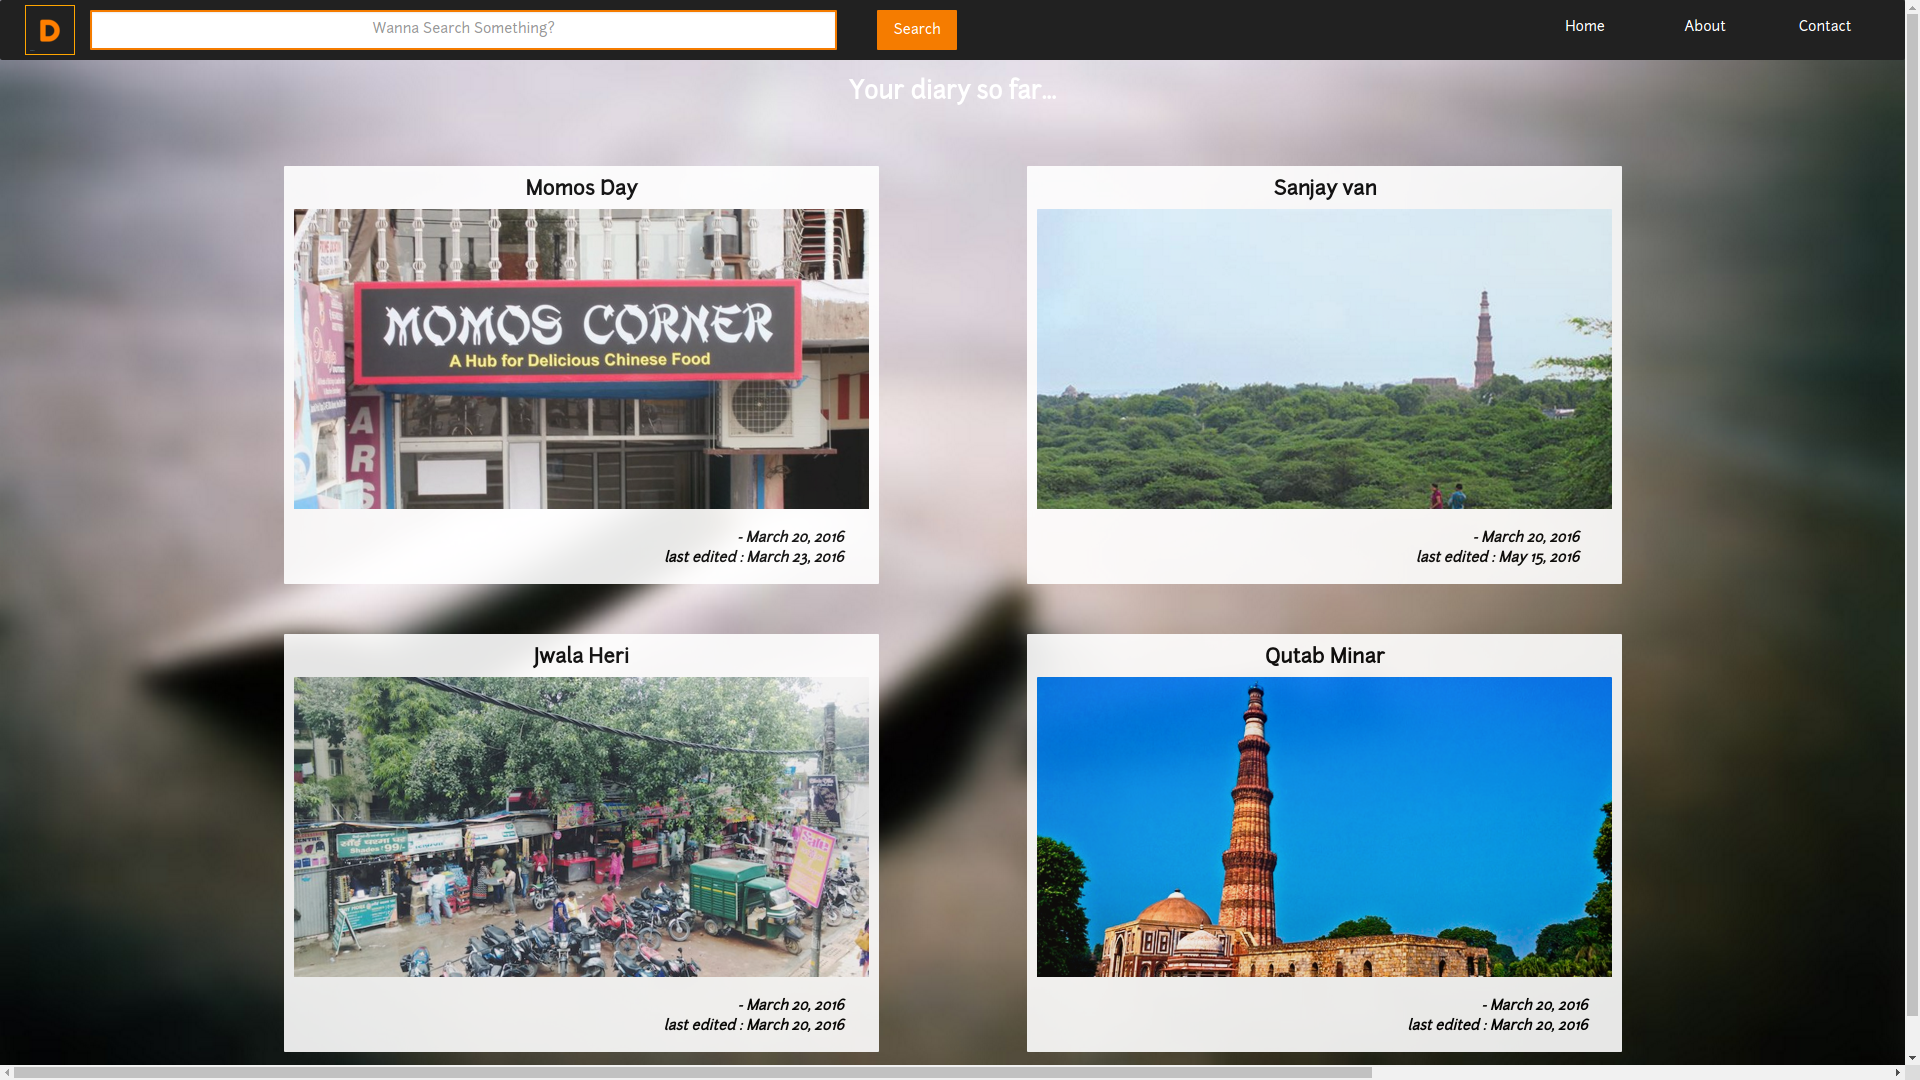 D
Wanna Search Something?
Search
Home
About
Contact
Your diary so far...
Momos Day
MOMOS CORNER
A Hub for Delicious Chinese Food
ARS
- March 20, 2016
last edited : March 23, 2016
Sanjay van
- March 20, 2016
last edited : May 15, 2016
Jwala Heri
Shades ₹99/-
- March 20, 2016
last edited : March 20, 2016
Qutab Minar
- March 20, 2016
last edited : March 20, 2016